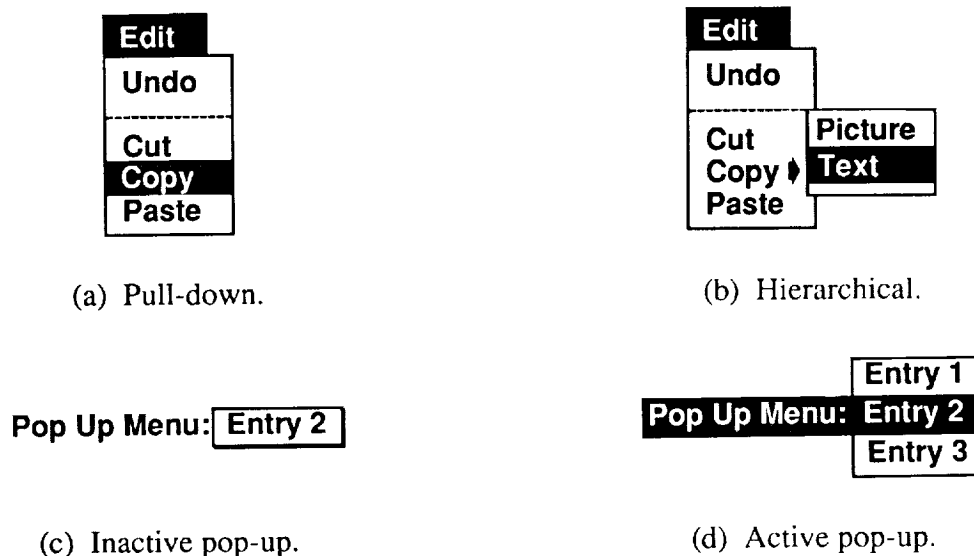 Edit
Undo
Cut
Copy
Paste
(a) Pull-down.
Edit
Undo
Cut
Copy
Paste
Picture
Text
(b) Hierarchical.
Pop Up Menu: Entry 2
(c) Inactive pop-up.
Entry 1
Pop Up Menu: Entry 2
Entry 3
(d) Active pop-up.